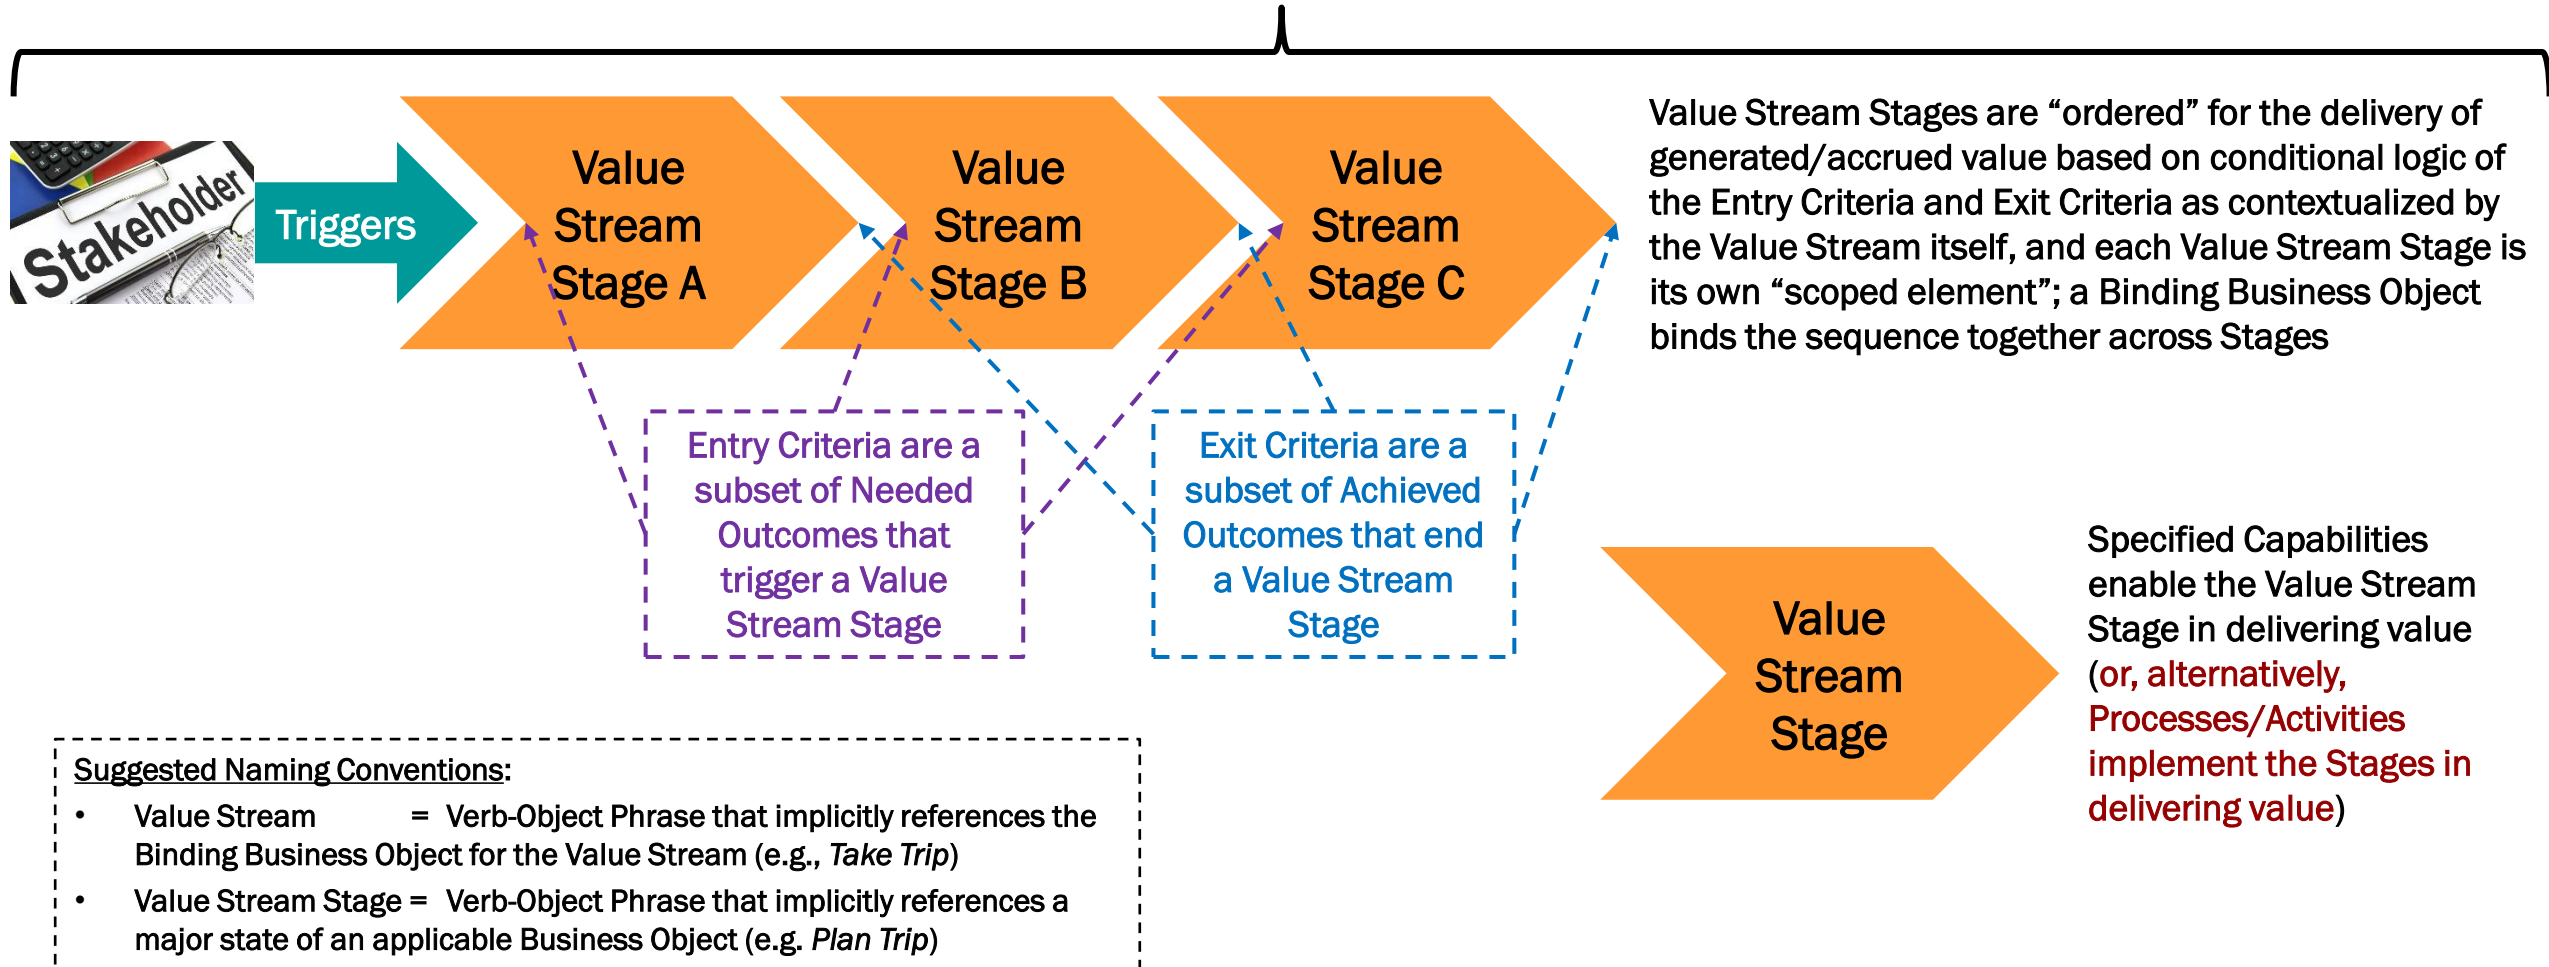 Stakeholder
Triggers
Value
Stream
Stage A
Value
Stream
Stage B
Value
Stream
Stage C
Value Stream Stages are “ordered” for the delivery of
generated/accrued value based on conditional logic of
the Entry Criteria and Exit Criteria as contextualized by
the Value Stream itself, and each Value Stream Stage is
its own “scoped element”; a Binding Business Object
binds the sequence together across Stages
Entry Criteria are a
subset of Needed
Outcomes that
trigger a Value
Stream Stage
Exit Criteria are a
subset of Achieved
Outcomes that end
a Value Stream
Stage
Value
Stream
Stage
Specified Capabilities
enable the Value Stream
Stage in delivering value
(or, alternatively,
Processes/Activities
implement the Stages in
delivering value)
Suggested Naming Conventions:
• Value Stream = Verb-Object Phrase that implicitly references the
Binding Business Object for the Value Stream (e.g., Take Trip)
• Value Stream Stage = Verb-Object Phrase that implicitly references a
major state of an applicable Business Object (e.g. Plan Trip)